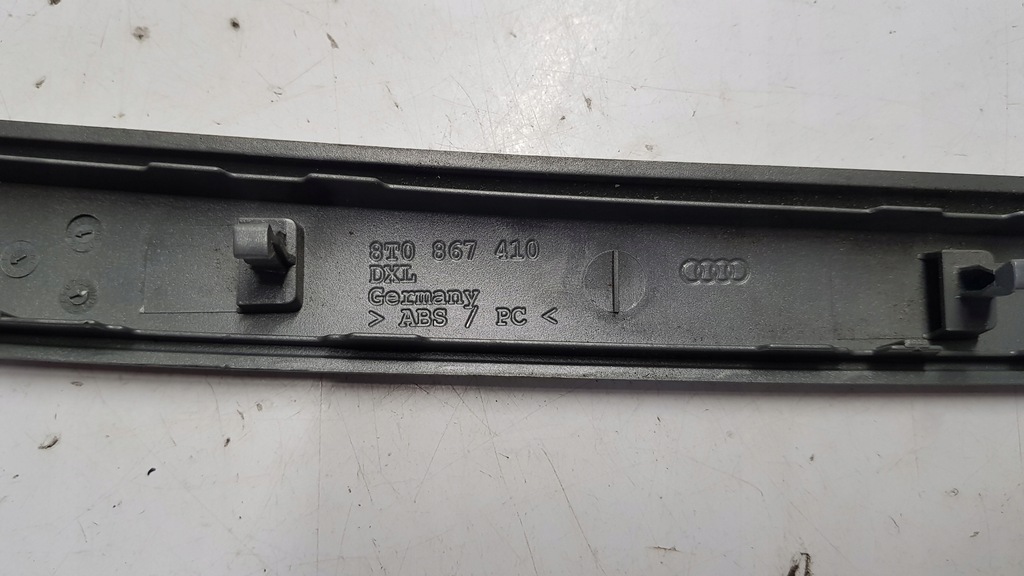 8T0 867 410
DXL
Germany
> ABS / PC <